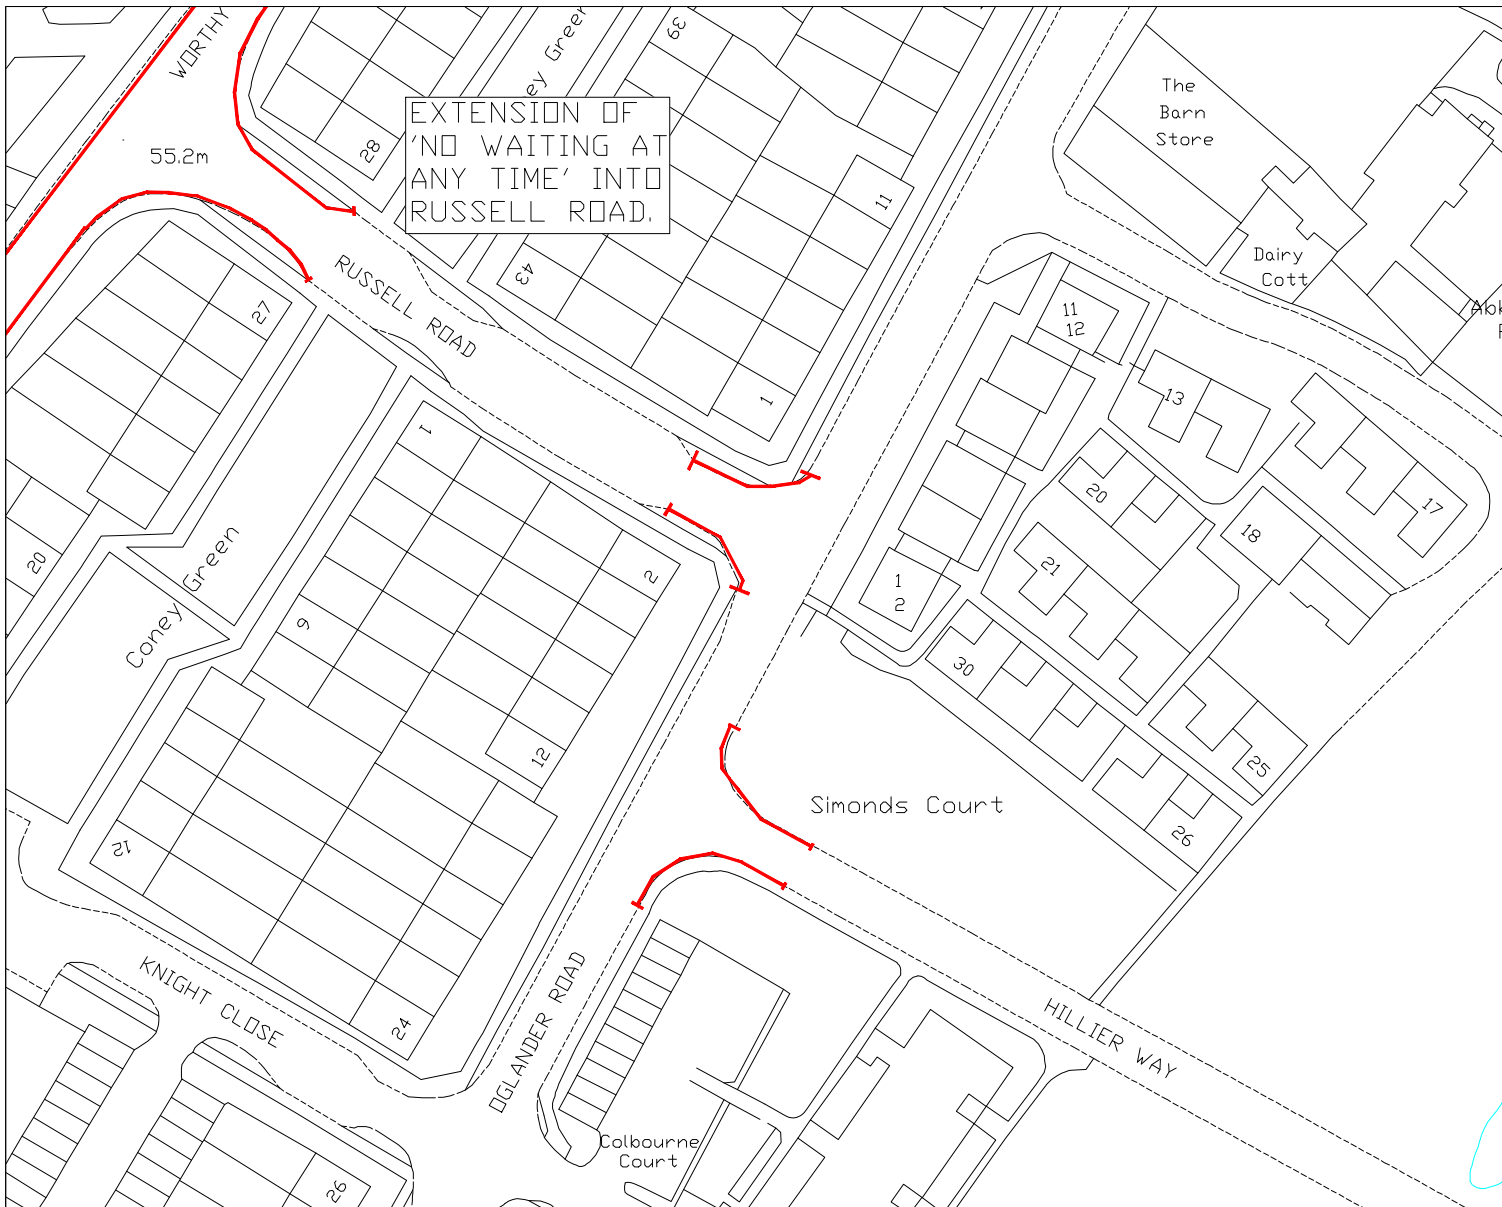 WORTHY
ey Green
39
The
Barn
Store
EXTENSION OF
'NO WAITING AT
ANY TIME' INTO
RUSSELL ROAD.
28
55.2m
11
43
Dairy
Cott
RUSSELL ROAD
27
11
12
13
1
1
17
20
18
20
Coney Green
2
21
1
2
9
30
12
25
Simonds Court
26
12
KNIGHT CLOSE
24
OGLANDER ROAD
HILLIER WAY
Colbourne
Court
26